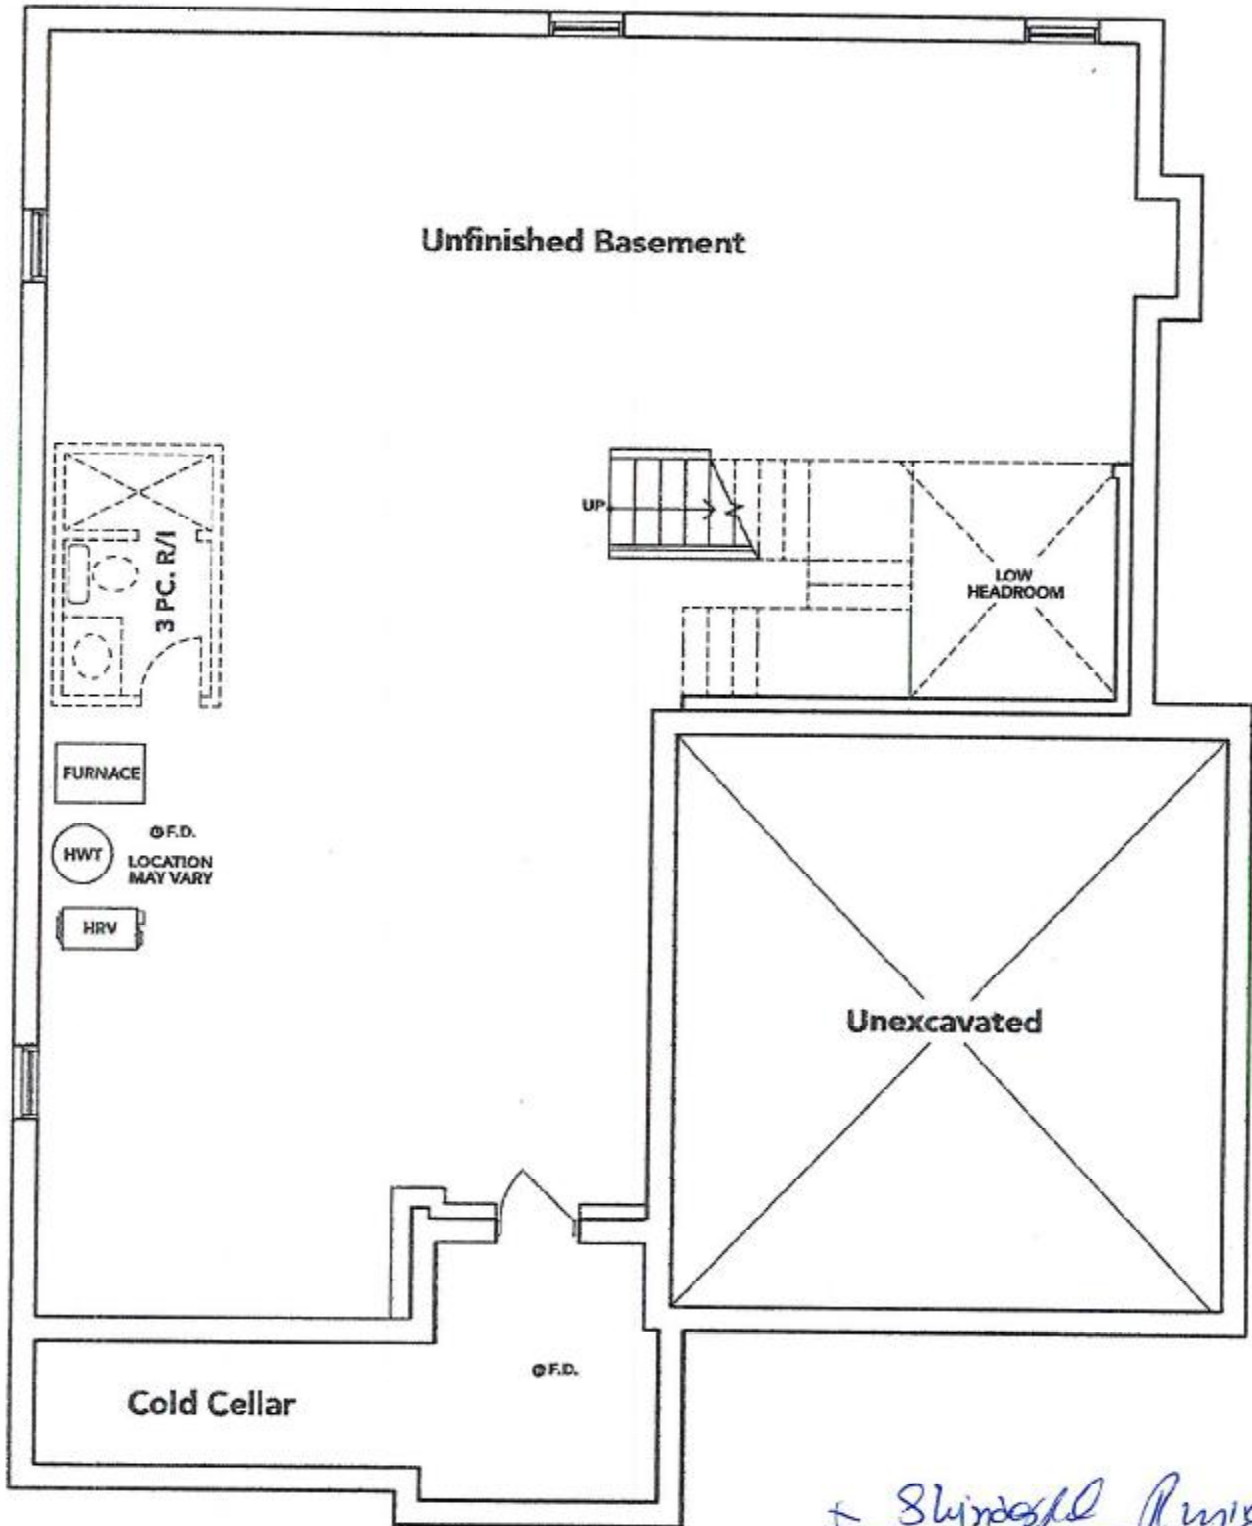 Unfinished Basement
3 PC. R/I
UP
LOW
HEADROOM
FURNACE
F.D.
HWT
LOCATION
MAY VARY
HRV
Unexcavated
F.D.
Cold Cellar